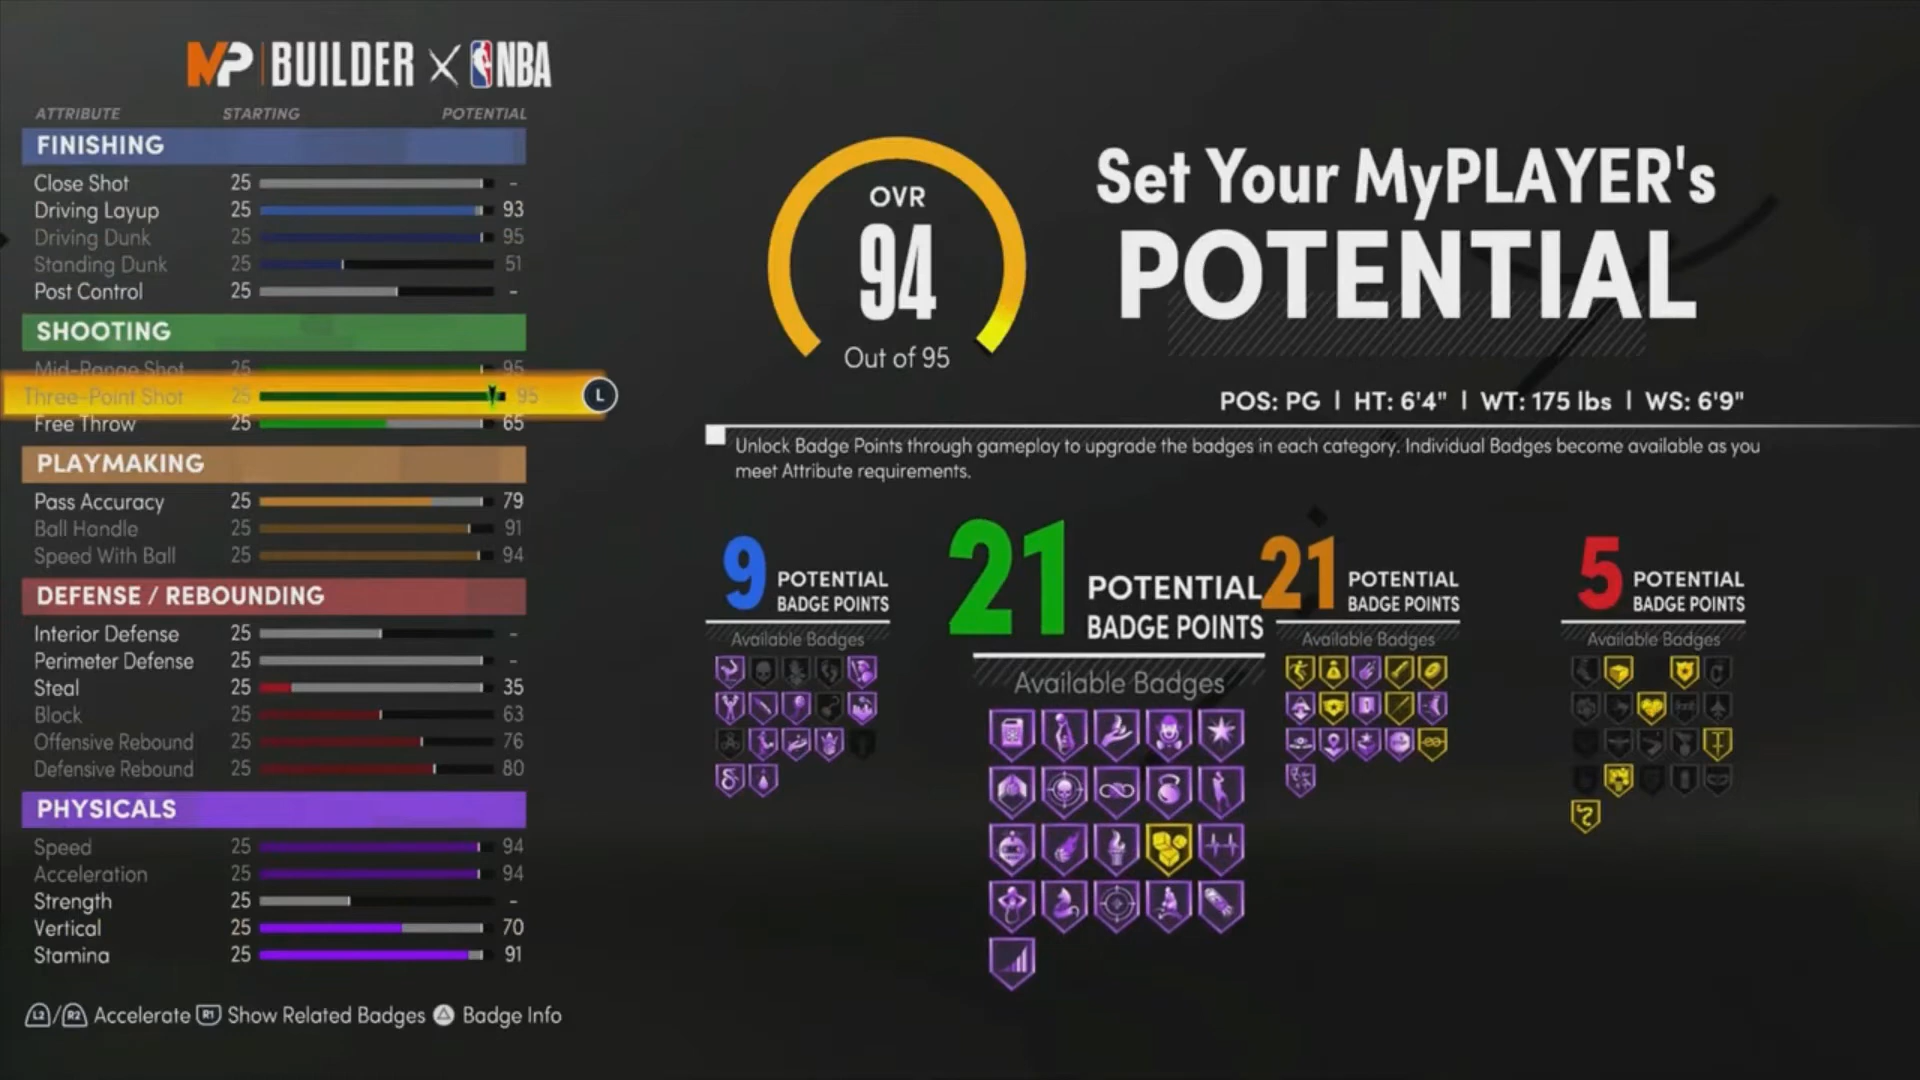 MP | BUILDER X NBA
ATTRIBUTE STARTING POTENTIAL
FINISHING
Close Shot 25 -
Driving Layup 25 93
Driving Dunk 25 95
Standing Dunk 25 51
Post Control 25 -
SHOOTING
Mid-Range Shot 25 95
Three-Point Shot 25 95
L
Free Throw 25 65
PLAYMAKING
Pass Accuracy 25 79
Ball Handle 25 91
Speed With Ball 25 94
DEFENSE / REBOUNDING
Interior Defense 25 -
Perimeter Defense 25 -
Steal 25 35
Block 25 63
Offensive Rebound 25 76
Defensive Rebound 25 80
PHYSICALS
Speed 25 94
Acceleration 25 94
Strength 25 -
Vertical 25 70
Stamina 25 91
L2/R2 Accelerate R1 Show Related Badges Badge Info
OVR
94
Out of 95
Set Your MyPLAYER's
POTENTIAL
POS: PG | HT: 6'4" | WT: 175 lbs | WS: 6'9"
Unlock Badge Points through gameplay to upgrade the badges in each category. Individual Badges become available as you
meet Attribute requirements.
9 POTENTIAL
BADGE POINTS
Available Badges
21 POTENTIAL
BADGE POINTS
Available Badges
21 POTENTIAL
BADGE POINTS
Available Badges
5 POTENTIAL
BADGE POINTS
Available Badges